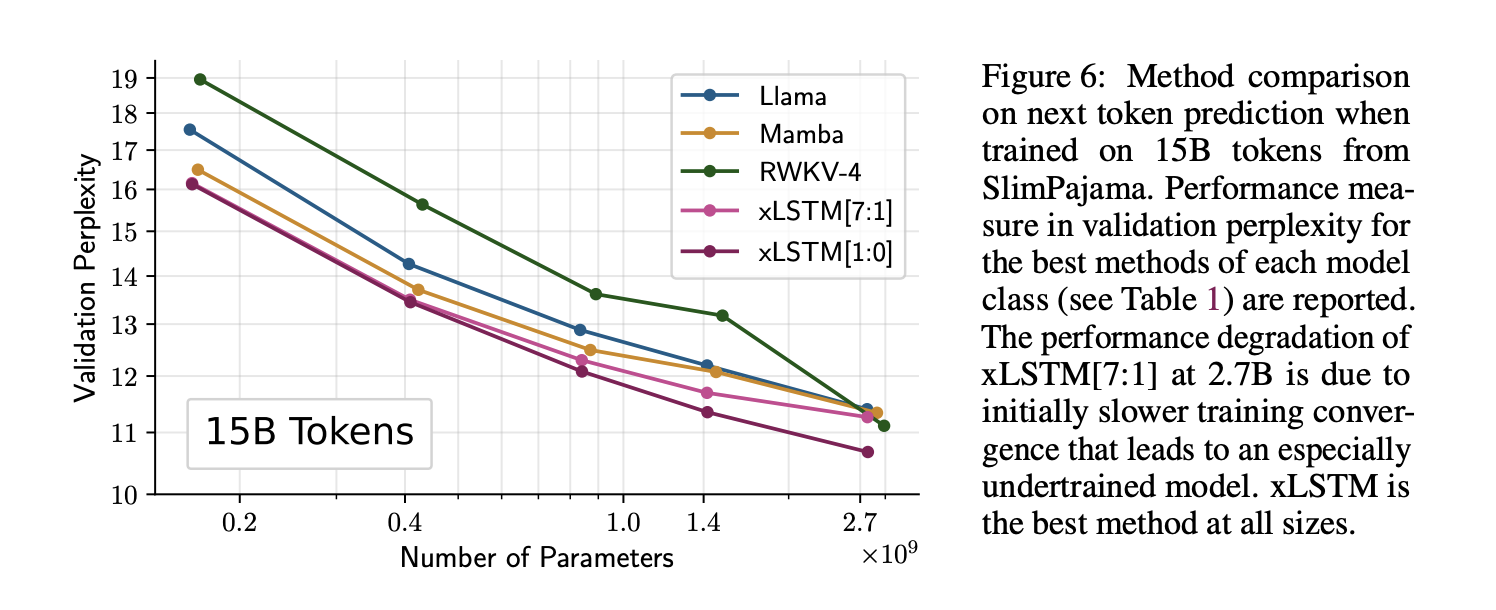 19
18
17
16
15
14
13
12
11
10
Validation Perplexity
Llama
Mamba
RWKV-4
xLSTM[7:1]
xLSTM[1:0]
15B Tokens
0.2 0.4 1.0 1.4 2.7
Number of Parameters
×10⁹
Figure 6: Method comparison
on next token prediction when
trained on 15B tokens from
SlimPajama. Performance mea-
sure in validation perplexity for
the best methods of each model
class (see Table 1) are reported.
The performance degradation of
xLSTM[7:1] at 2.7B is due to
initially slower training conver-
gence that leads to an especially
undertrained model. xLSTM is
the best method at all sizes.